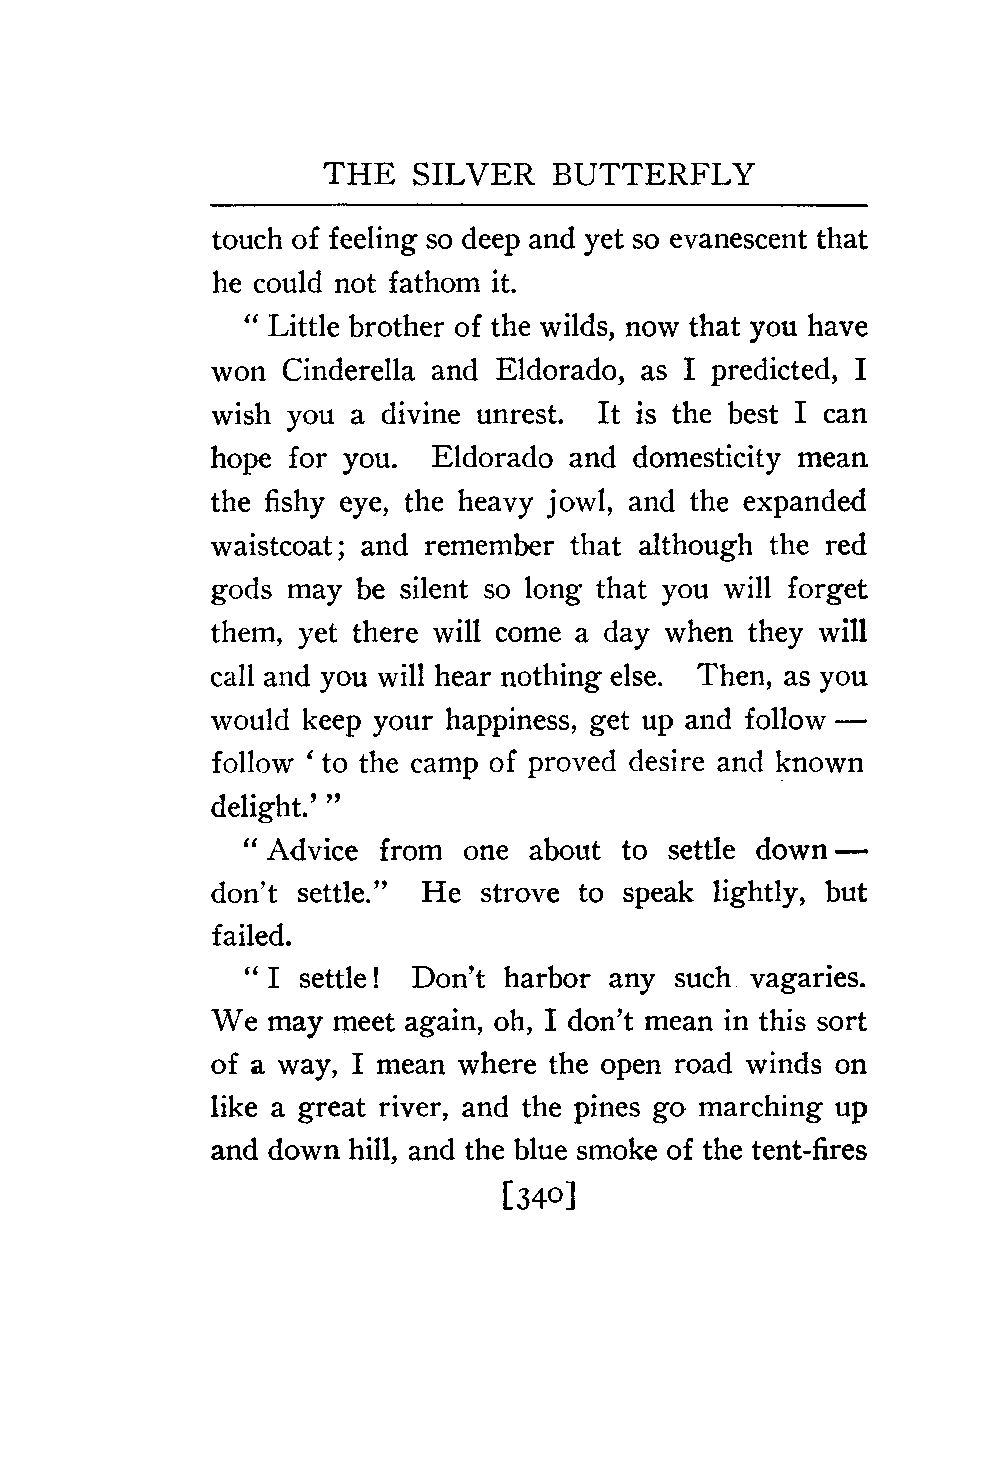 THE SILVER BUTTERFLY
touch of feeling so deep and yet so evanescent that
he could not fathom it.
“ Little brother of the wilds, now that you have
won Cinderella and Eldorado, as I predicted, I
wish you a divine unrest. It is the best I can
hope for you. Eldorado and domesticity mean
the fishy eye, the heavy jowl, and the expanded
waistcoat; and remember that although the red
gods may be silent so long that you will forget
them, yet there will come a day when they will
call and you will hear nothing else. Then, as you
would keep your happiness, get up and follow —
follow ‘ to the camp of proved desire and known
delight.’ ”
“ Advice from one about to settle down —
don’t settle.” He strove to speak lightly, but
failed.
“ I settle! Don’t harbor any such vagaries.
We may meet again, oh, I don’t mean in this sort
of a way, I mean where the open road winds on
like a great river, and the pines go marching up
and down hill, and the blue smoke of the tent-fires
[340]